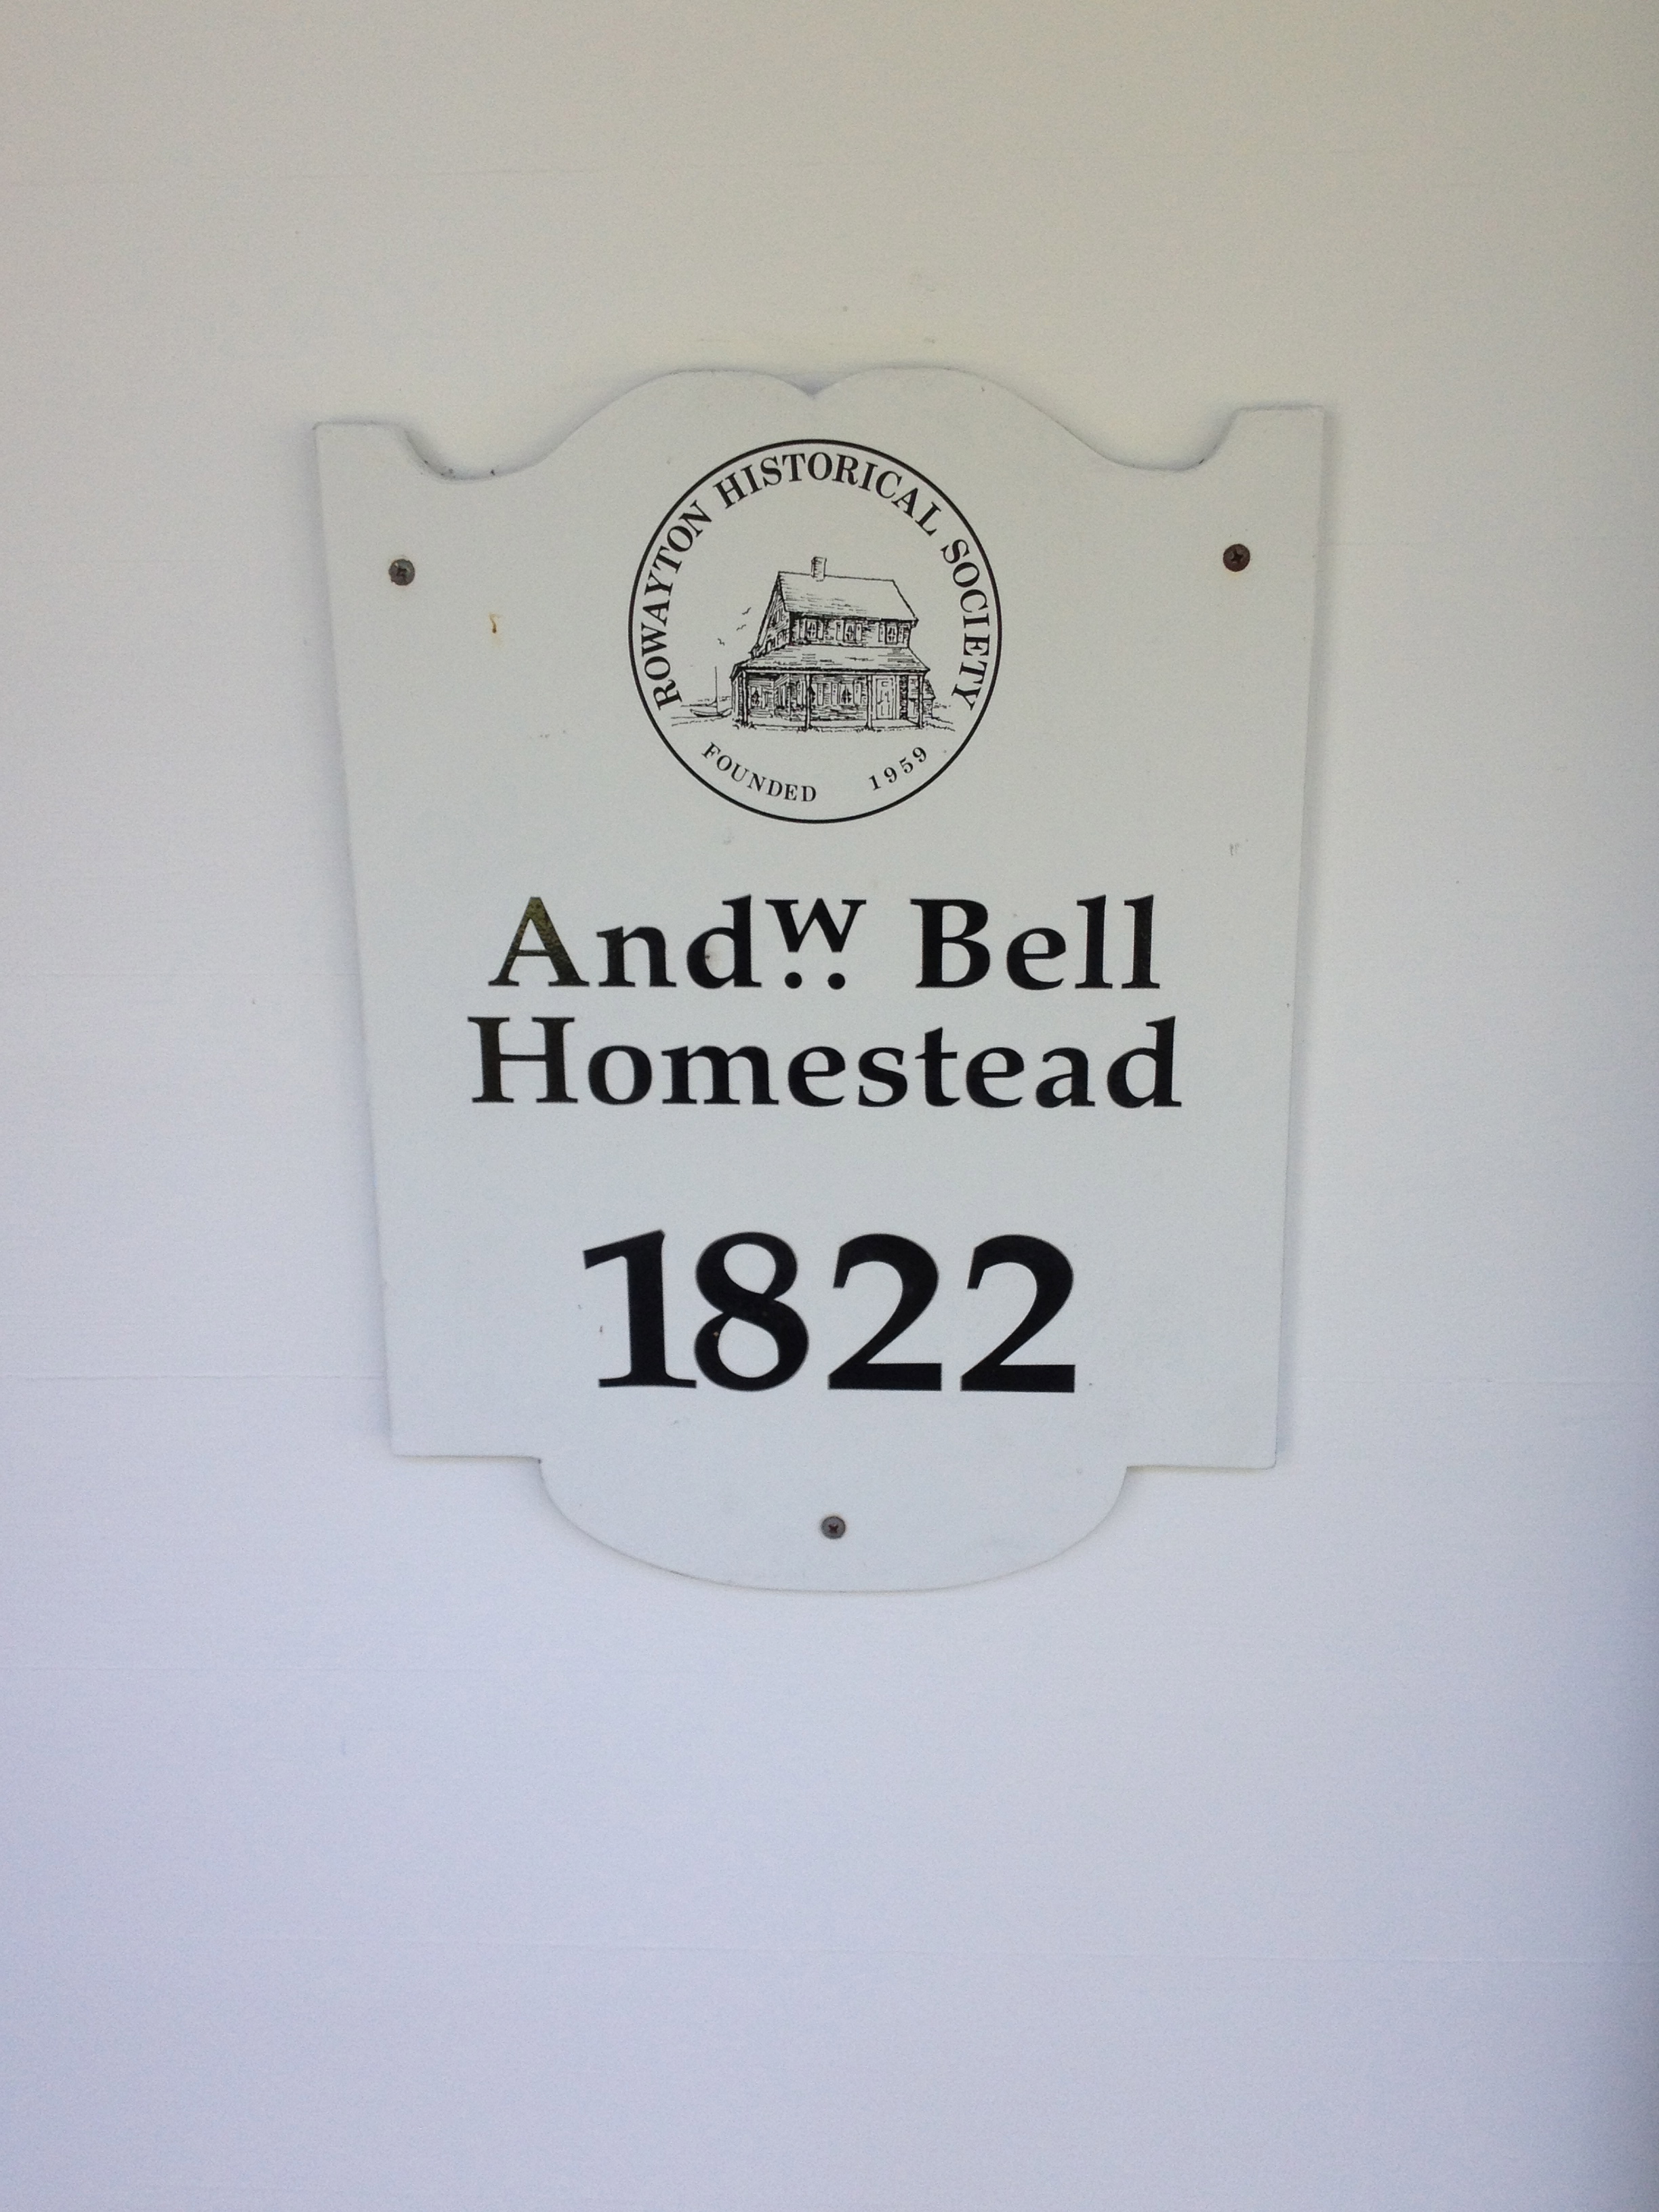 ROWAYTON HISTORICAL SOCIETY
FOUNDED 1959
Andʷ.. Bell
Homestead
1822